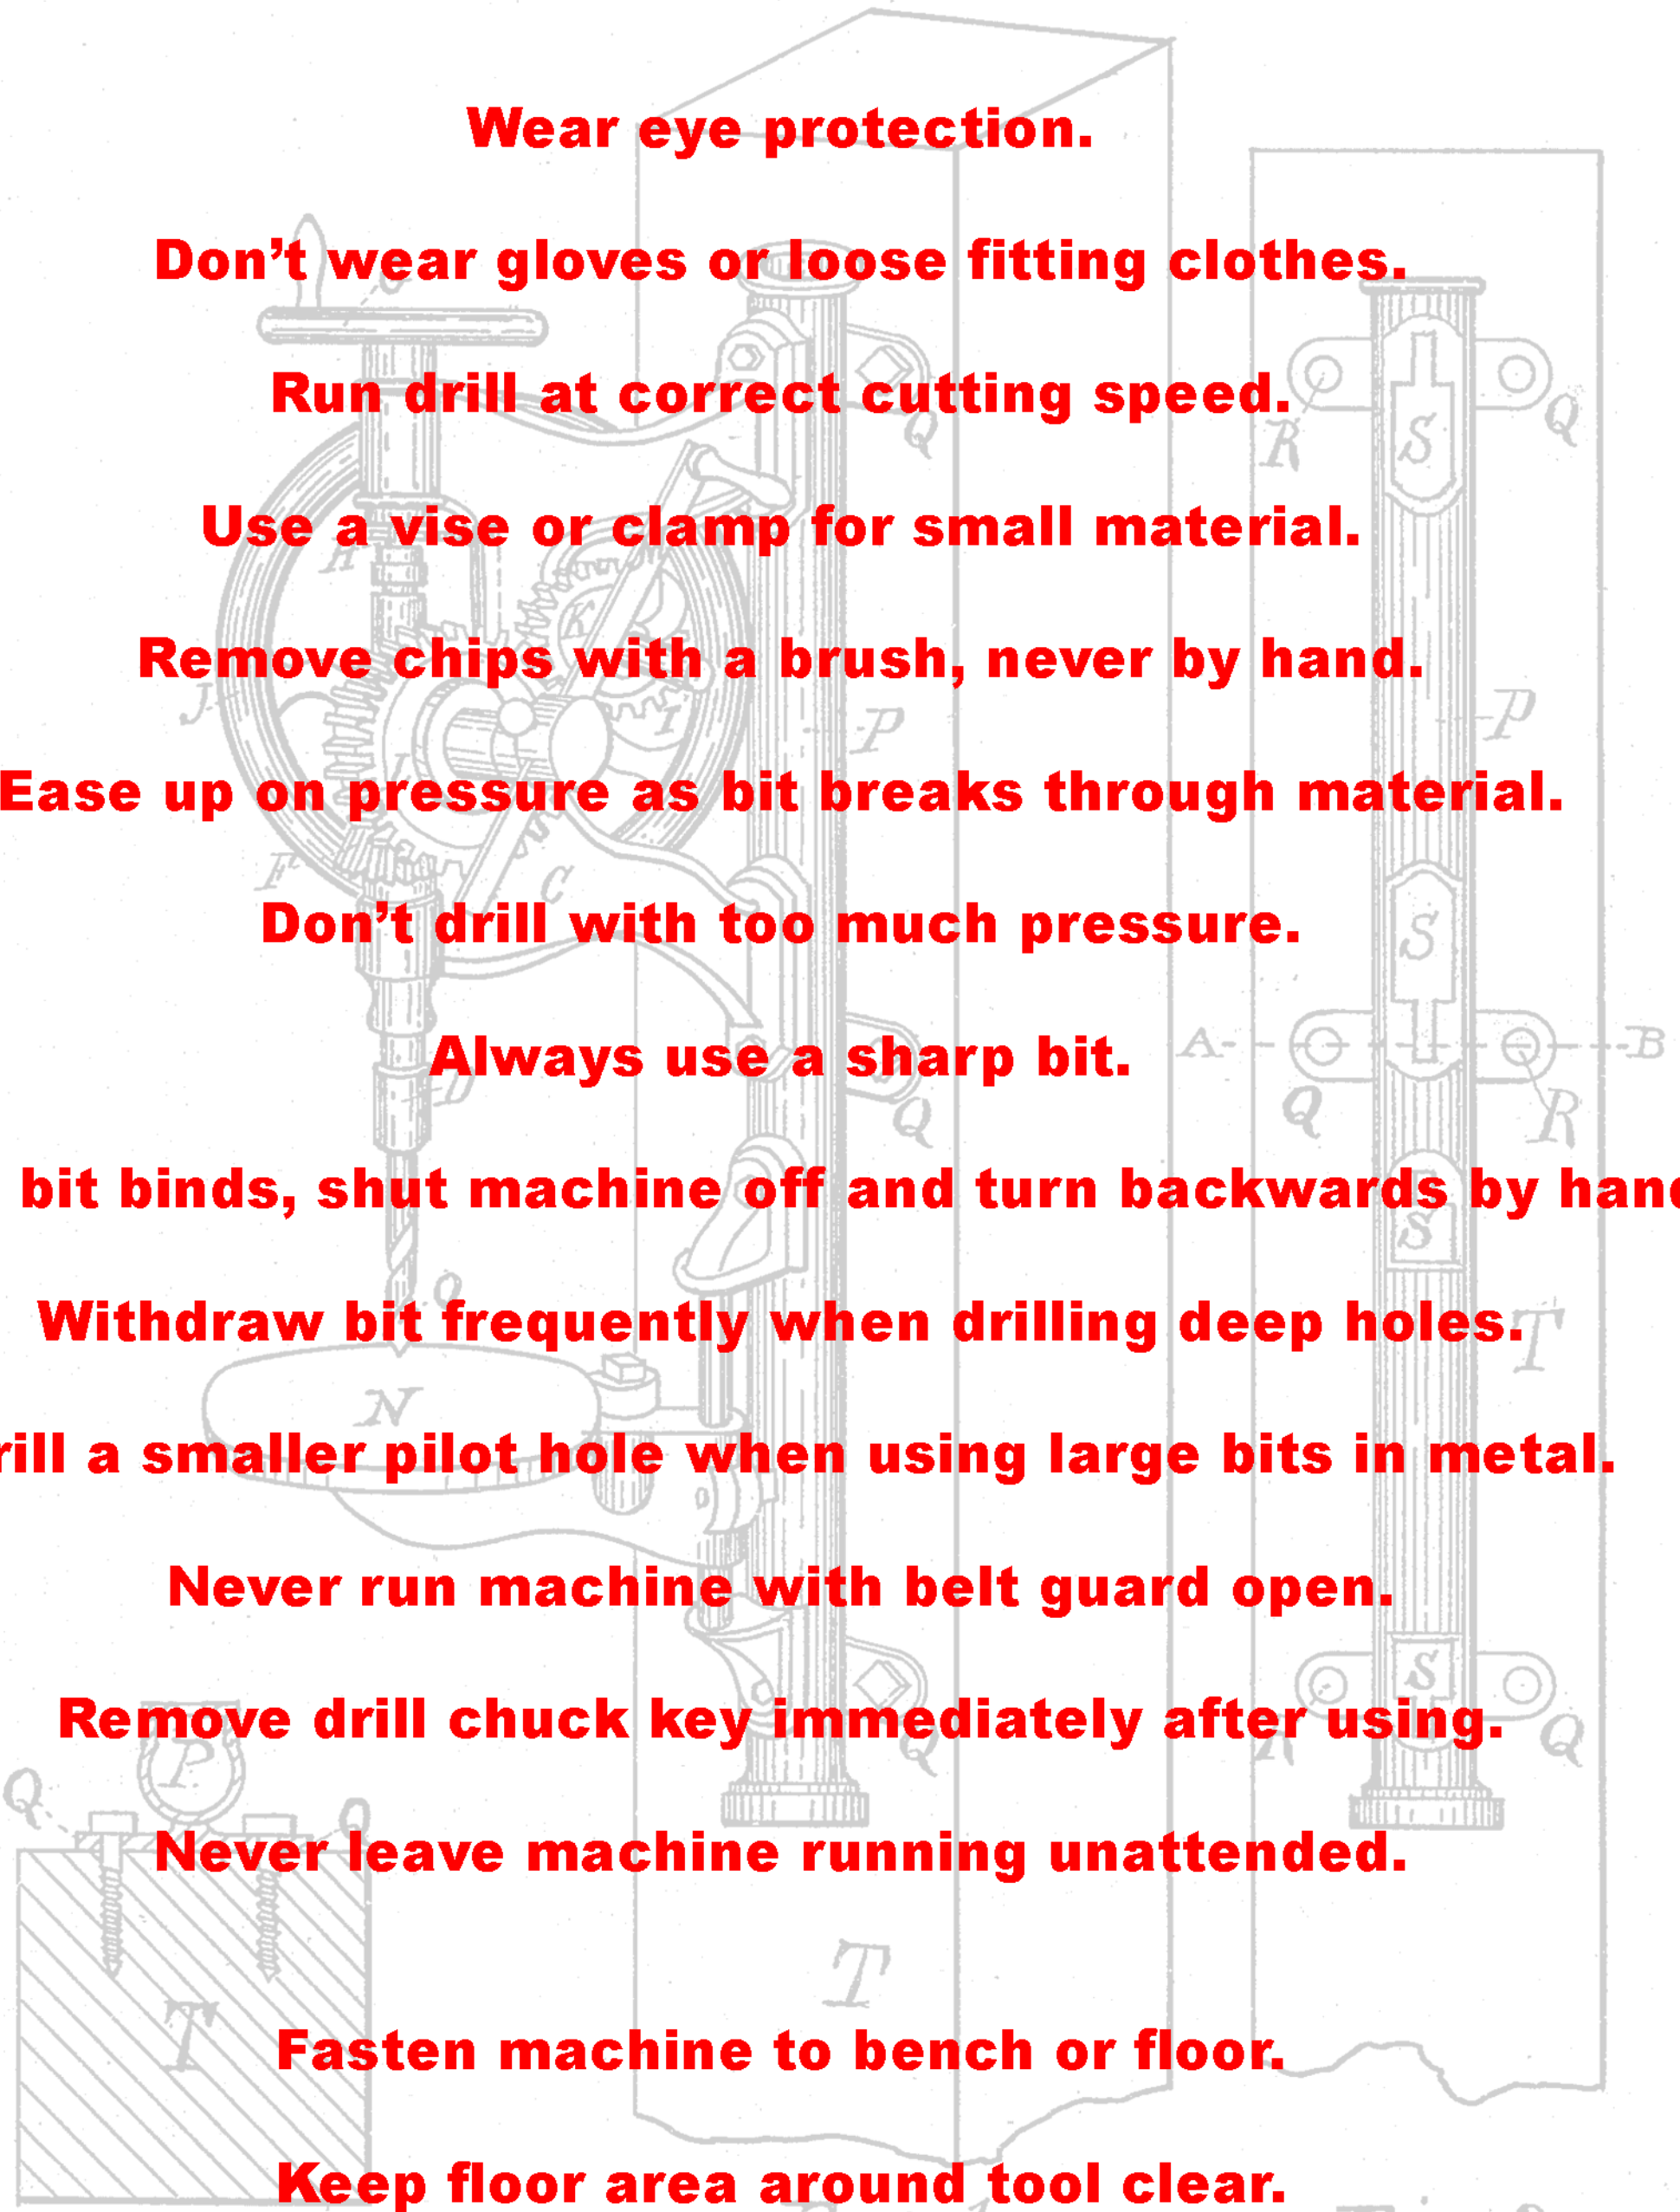 Wear eye protection.
Don’t wear gloves or loose fitting clothes.
Run drill at correct cutting speed.
Use a vise or clamp for small material.
Remove chips with a brush, never by hand.
Ease up on pressure as bit breaks through material.
Don’t drill with too much pressure.
Always use a sharp bit.
bit binds, shut machine off and turn backwards by hand
Withdraw bit frequently when drilling deep holes.
rill a smaller pilot hole when using large bits in metal.
Never run machine with belt guard open.
Remove drill chuck key immediately after using.
Never leave machine running unattended.
Fasten machine to bench or floor.
Keep floor area around tool clear.